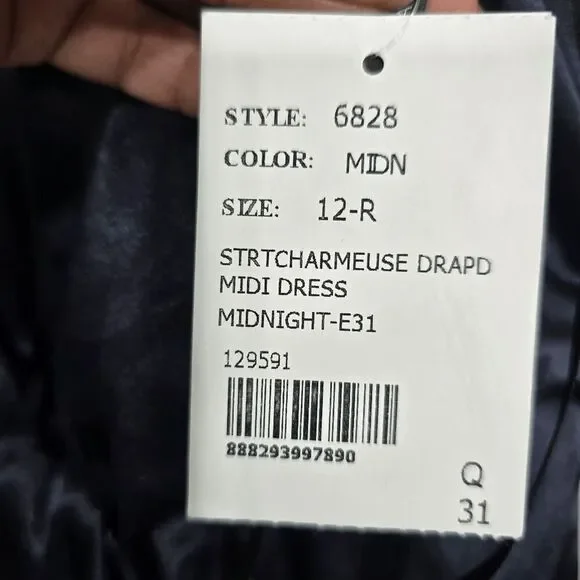 STYLE: 6828
COLOR: MIDN
SIZE: 12-R
STRTCHARMEUSE DRAPD
MIDI DRESS
MIDNIGHT-E31
129591
888293997890
Q
31